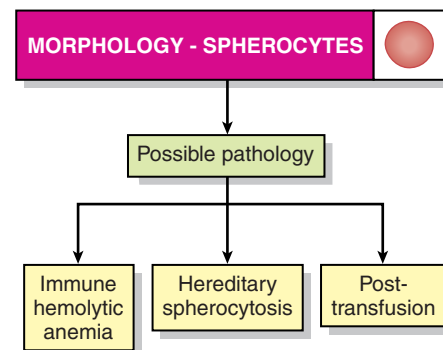 MORPHOLOGY - SPHEROCYTES
Possible pathology
Immune
hemolytic
anemia
Hereditary
spherocytosis
Post-
transfusion